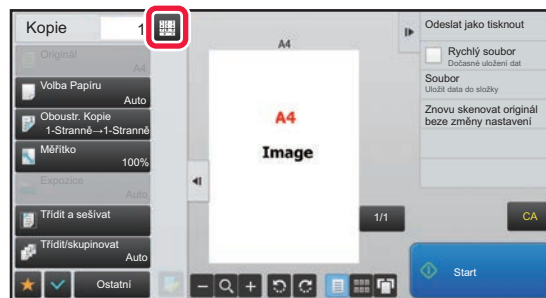 Kopie
1
Originál
A4
Volba Papíru
Auto
Oboustr. Kopie
1-Stranně→1-Stranně
Měřítko
100%
Expozice
Auto
Třídit a sešívat
Třídit/skupinovat
Auto
Ostatní
A4
A4
Image
1/1
Odeslat jako tisknout
Rychlý soubor
Dočasné uložení dat
Soubor
Uložit data do složky
Znovu skenovat originál
beze změny nastavení
CA
Start